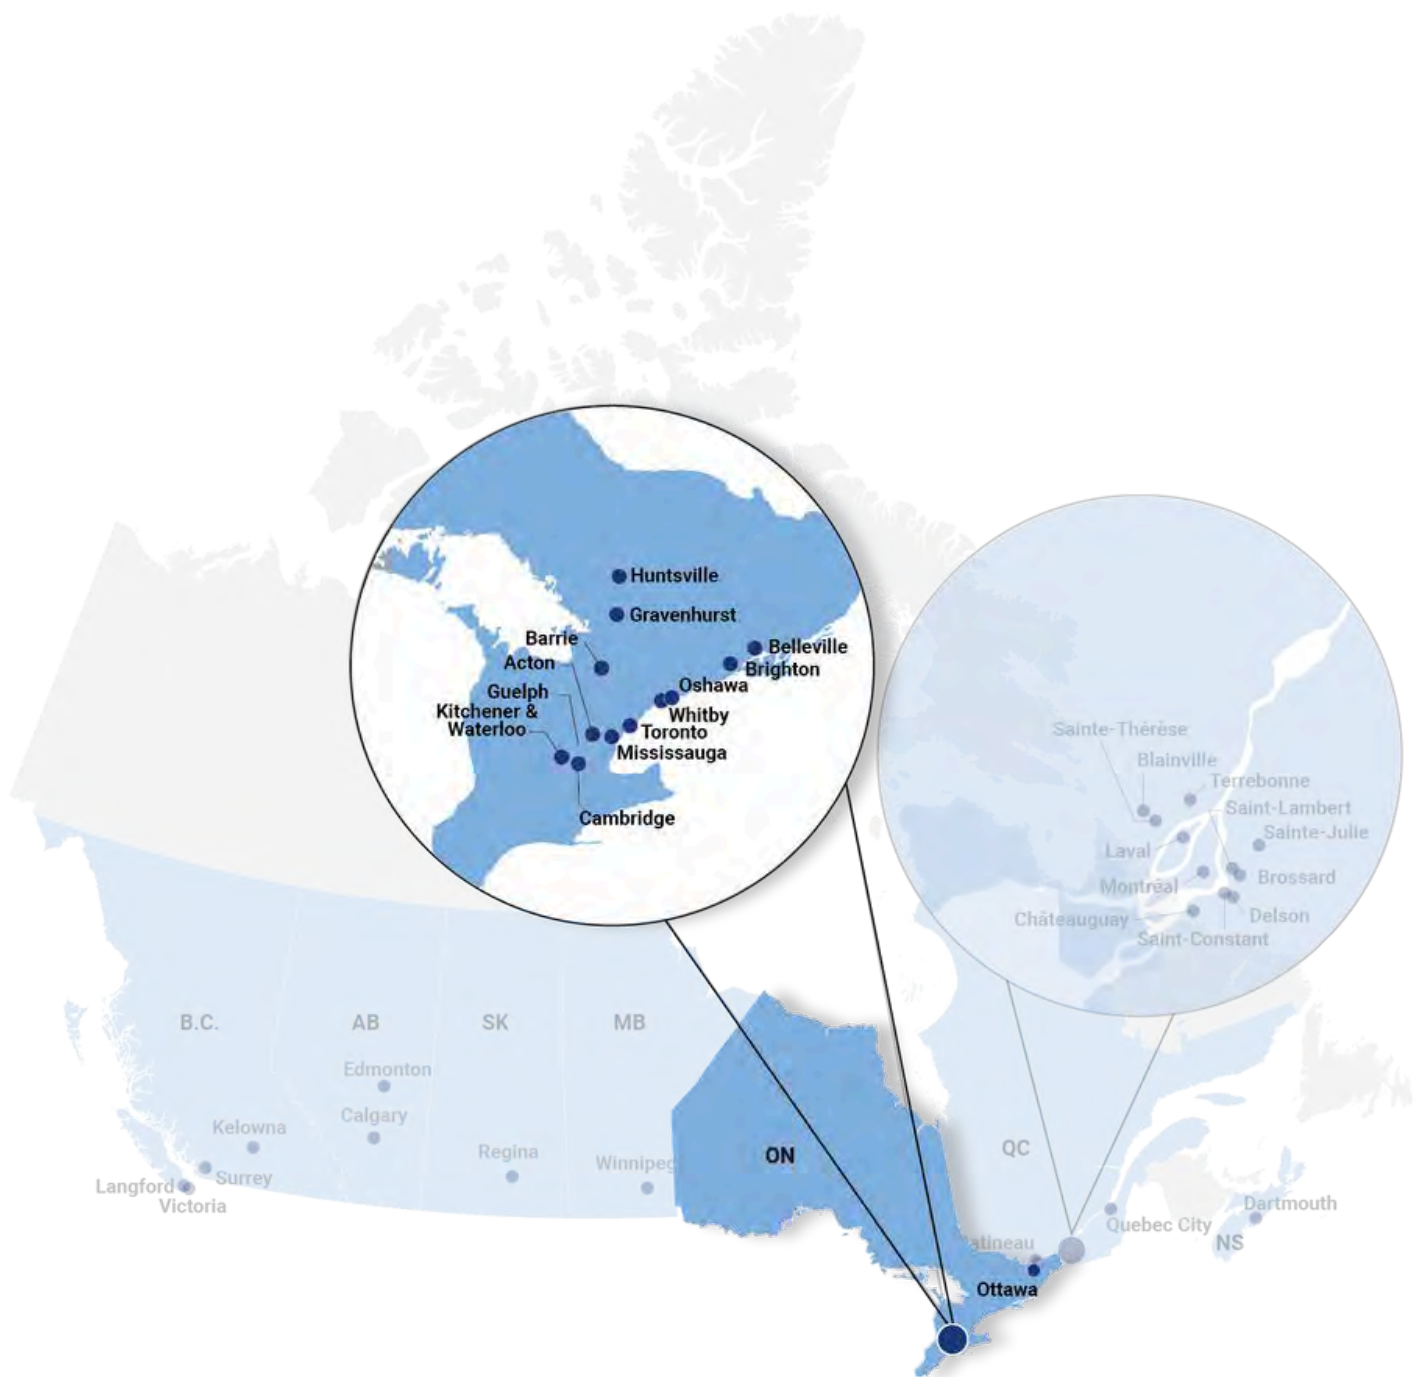 Huntsville
Gravenhurst
Barrie
Belleville
Acton
Brighton
Guelph
Oshawa
Kitchener &
Waterloo
Whitby
Toronto
Mississauga
Cambridge
Sainte-Thérèse
Blainville
Terrebonne
Saint-Lambert
Sainte-Julie
Laval
Brossard
Montréal
Châteauguay
Delson
Saint-Constant
B.C.
AB
SK
MB
Edmonton
Calgary
Kelowna
Regina
Winnipeg
ON
QC
Langford
Surrey
Victoria
Dartmouth
Quebec City
NS
atineau
Ottawa